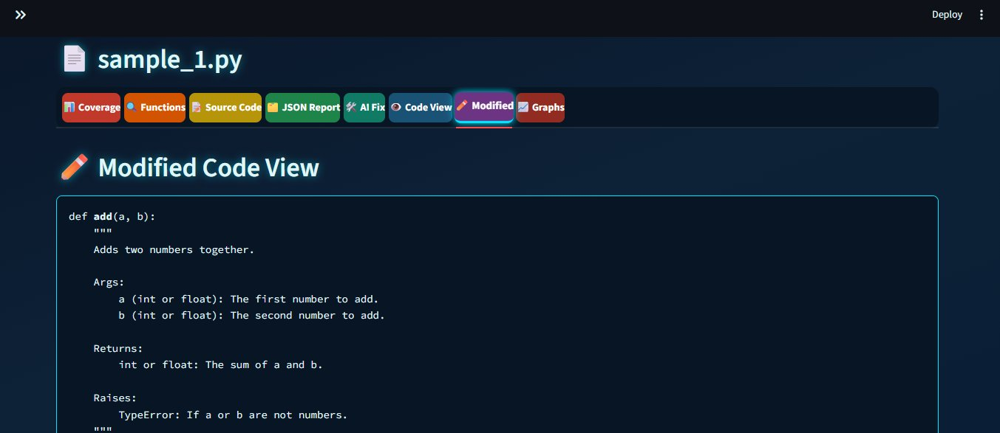 Deploy
sample_1.py
Coverage Functions Source Code JSON Report AI Fix Code View Modified Graphs
Modified Code View
def add(a, b):
    """
    Adds two numbers together.

    Args:
        a (int or float): The first number to add.
        b (int or float): The second number to add.

    Returns:
        int or float: The sum of a and b.

    Raises:
        TypeError: If a or b are not numbers.
    """